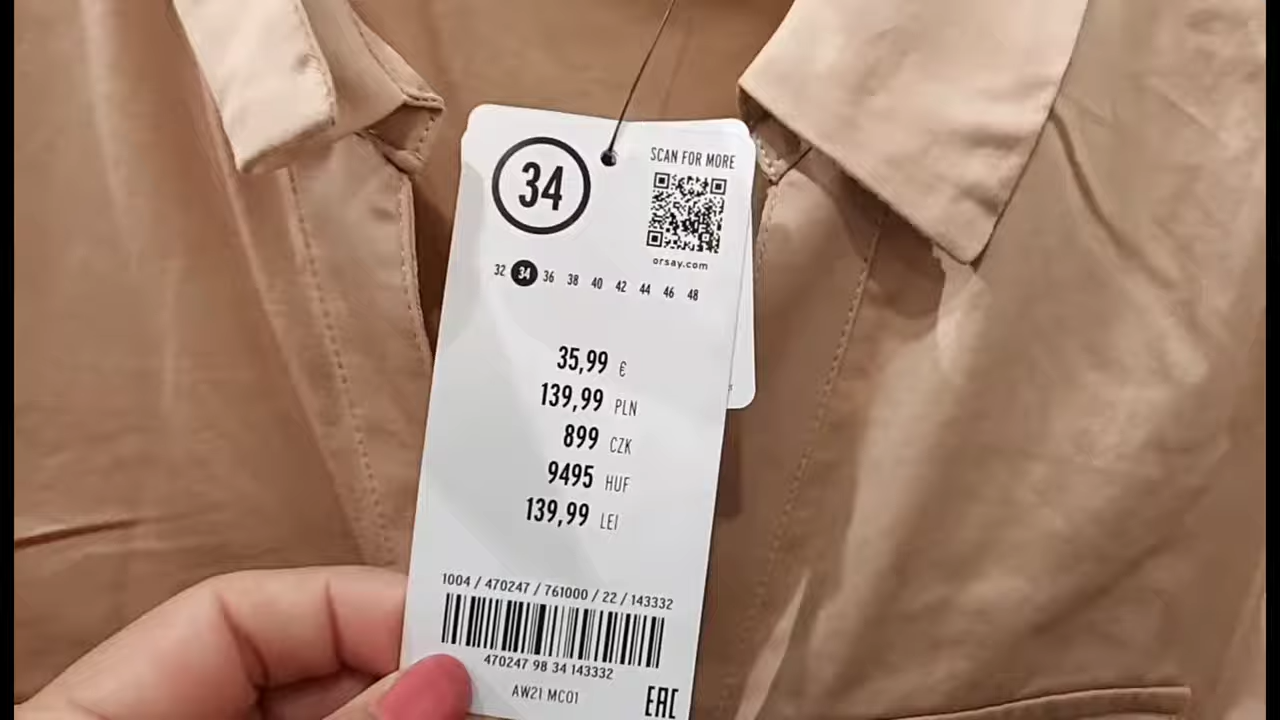 34
SCAN FOR MORE
orsay.com
32 34 36 38 40 42 44 46 48
35,99 €
139,99 PLN
899 CZK
9495 HUF
139,99 LEI
1004 / 470247 / 761000 / 22 / 143332
470247 98 34 143332
AW21 MC01
EAC